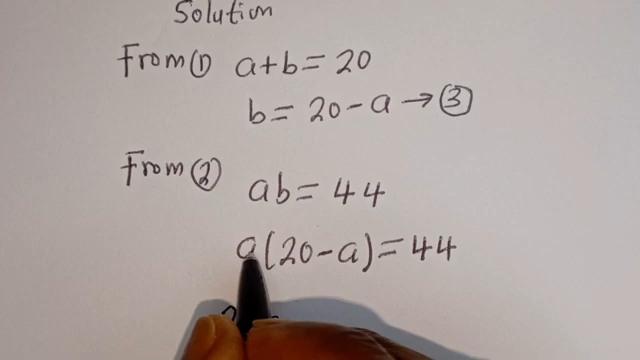 Solution
From ① a+b = 20
b = 20 - a → ③
From ② ab = 44
a(20-a) = 44